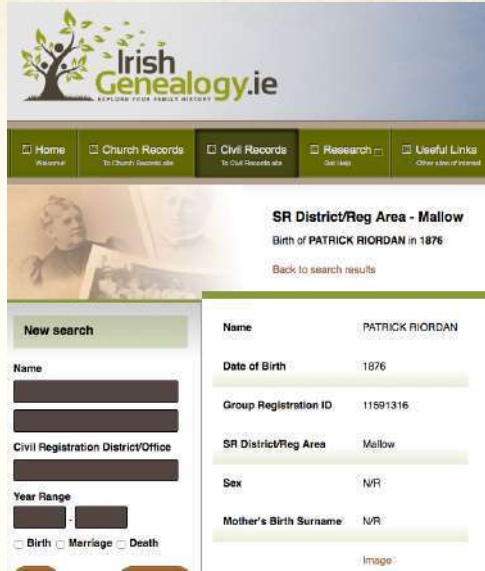 Irish
Genealogy.ie
EXPLORE YOUR FAMILY HISTORY
Home
Welcome!
Church Records
To Church Records site
Civil Records
To Civil Records site
Research
Get Help
Useful Links
Other sites of interest
SR District/Reg Area - Mallow
Birth of PATRICK RIORDAN in 1876
Back to search results
New search
Name
Civil Registration District/Office
Year Range
-
Birth Marriage Death
Name PATRICK RIORDAN
Date of Birth 1876
Group Registration ID 11591316
SR District/Reg Area Mallow
Sex N/R
Mother's Birth Surname N/R
Image